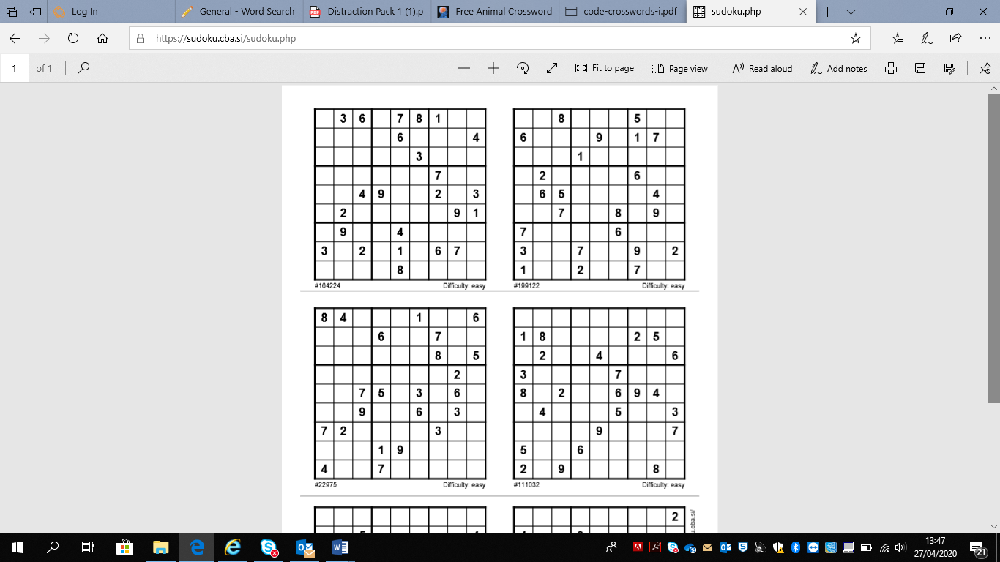 Log In General - Word Search Distraction Pack 1 (1).p Free Animal Crossword code-crosswords-i.pdf sudoku.php
https://sudoku.cba.si/sudoku.php
1 of 1 Fit to page Page view Read aloud Add notes
3 6 7 8 1
6 4
3
7
4 9 2 3
2 9 1
9 4
3 2 1 6 7
8
#164224 Difficulty: easy
8 5
6 9 1 7
1
2 6
6 5 4
7 8 9
7 6
3 7 9 2
1 2 7
#199122 Difficulty: easy
8 4 1 6
6 7
8 5
2
7 5 3 6
9 6 3
7 2 3
1 9
4 7
#22975 Difficulty: easy
1 8 2 5
2 4 6
3 7
8 2 6 9 4
4 5 3
9 7
5 6
2 9 8
#111032 Difficulty: easy
2
u.cba.si/
13:47
27/04/2020
21